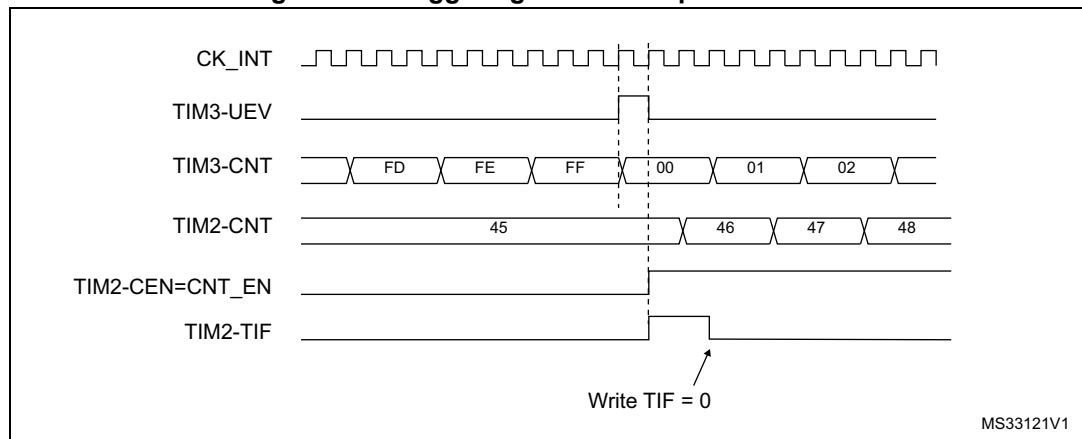 CK_INT
TIM3-UEV
TIM3-CNT FD FE FF 00 01 02
TIM2-CNT 45 46 47 48
TIM2-CEN=CNT_EN
TIM2-TIF
Write TIF = 0
MS33121V1